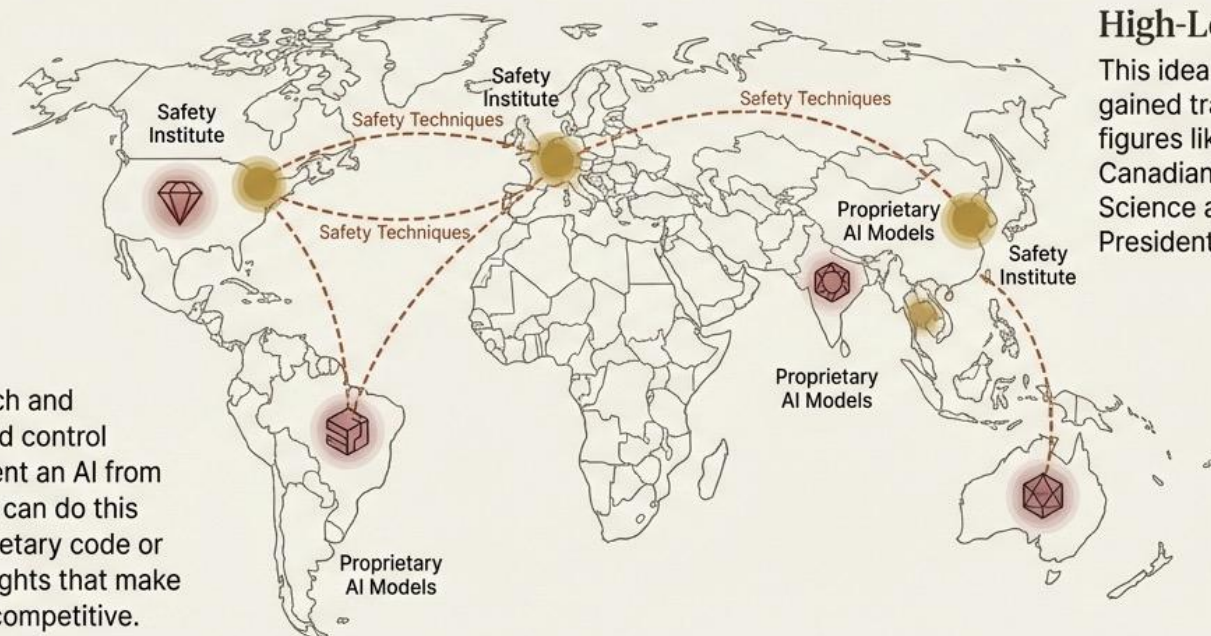 Safety
Institute
Safety Techniques
Safety Techniques
Safety
Institute
Safety Techniques
Proprietary
AI Models
Safety
Institute
Proprietary
AI Models
Proprietary
AI Models
High-Le
This idea
gained tra
figures lik
Canadian
Science a
President
ch and
d control
ent an AI from
can do this
etary code or
ghts that make
competitive.